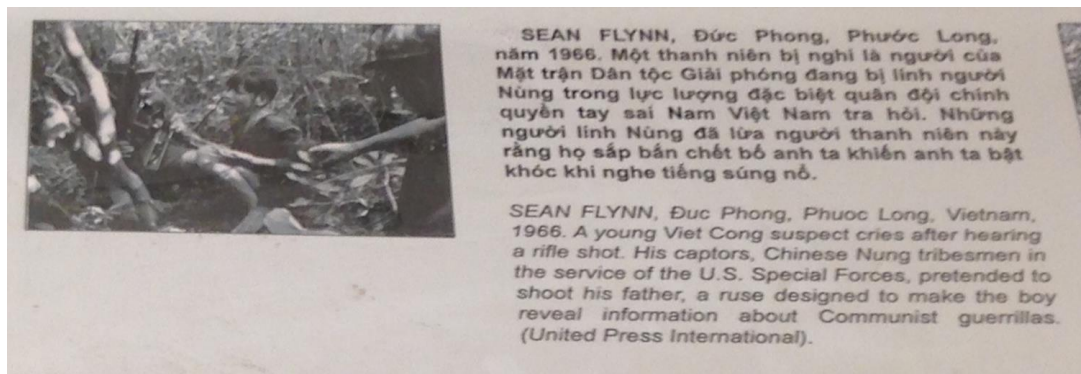 SEAN FLYNN, Đức Phong, Phước Long,
năm 1966. Một thanh niên bị nghi là người của
Mặt trận Dân tộc Giải phóng đang bị lính người
Nùng trong lực lượng đặc biệt quân đội chính
quyền tay sai Nam Việt Nam tra hỏi. Những
người lính Nùng đã lừa người thanh niên này
rằng họ sắp bắn chết bố anh ta khiến anh ta bật
khóc khi nghe tiếng súng nổ.
SEAN FLYNN, Đuc Phong, Phuoc Long, Vietnam,
1966. A young Viet Cong suspect cries after hearing
a rifle shot. His captors, Chinese Nung tribesmen in
the service of the U.S. Special Forces, pretended to
shoot his father, a ruse designed to make the boy
reveal information about Communist guerrillas.
(United Press International).